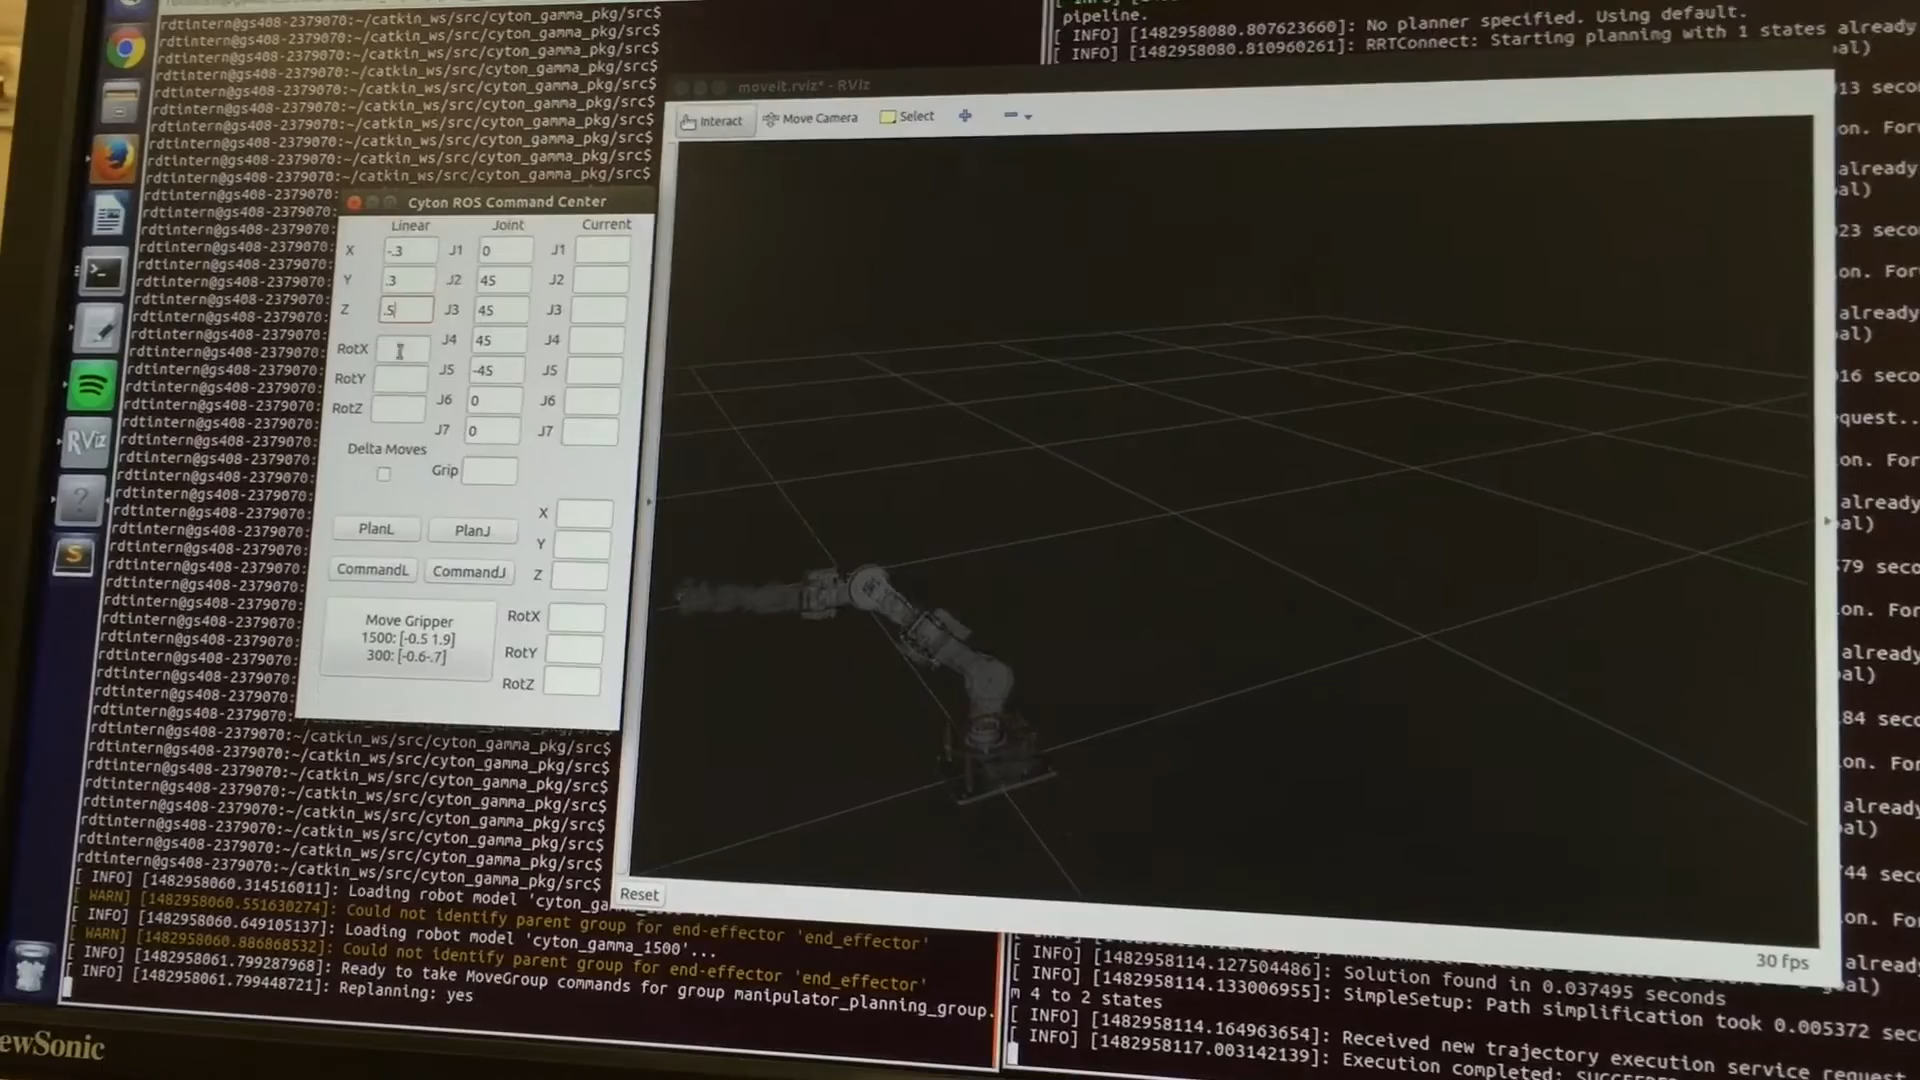 rdtintern@gs408-2379070:~/catkin_ws/src/cyton_gamma_pkg/src$
rdtintern@gs408-2379070:~/catkin_ws/src/cyton_gamma_pkg/src$
rdtintern@gs408-2379070:~/catkin_ws/src/cyton_gamma_pkg/src$
rdtintern@gs408-2379070:~/catkin_ws/src/cyton_gamma_pkg/src$
rdtintern@gs408-2379070:~/catkin_ws/src/cyton_gamma_pkg/src$
rdtintern@gs408-2379070:~/catkin_ws/src/cyton_gamma_pkg/src$
rdtintern@gs408-2379070:~/catkin_ws/src/cyton_gamma_pkg/src$
rdtintern@gs408-2379070:~/catkin_ws/src/cyton_gamma_pkg/src$
rdtintern@gs408-2379070:~/catkin_ws/src/cyton_gamma_pkg/src$
rdtintern@gs408-2379070:~/catkin_ws/src/cyton_gamma_pkg/src$
pipeline.
[ INFO] [1482958080.807623660]: No planner specified. Using default.
[ INFO] [1482958080.810960261]: RRTConnect: Starting planning with 1 states already
moveit.rviz* - RViz
Interact Move Camera Select
Cyton ROS Command Center
Linear Joint Current
X -.3 J1 0 J1
Y .3 J2 45 J2
Z .5 J3 45 J3
RotX J4 45 J4
RotY J5 -45 J5
RotZ J6 0 J6
J7 0 J7
Delta Moves
Grip
X
PlanL PlanJ
Y
CommandL CommandJ Z
Move Gripper
1500: [-0.5 1.9]
300: [-0.6-.7]
RotX
RotY
RotZ
RViz
rdtintern@gs408-2379070:~/catkin_ws/src/cyton_gamma_pkg/src$
rdtintern@gs408-2379070:~/catkin_ws/src/cyton_gamma_pkg/src$
rdtintern@gs408-2379070:~/catkin_ws/src/cyton_gamma_pkg/src$
rdtintern@gs408-2379070:~/catkin_ws/src/cyton_gamma_pkg/src$
rdtintern@gs408-2379070:~/catkin_ws/src/cyton_gamma_pkg/src$
rdtintern@gs408-2379070:~/catkin_ws/src/cyton_gamma_pkg/src$
rdtintern@gs408-2379070:~/catkin_ws/src/cyton_gamma_pkg/src$
rdtintern@gs408-2379070:~/catkin_ws/src/cyton_gamma_pkg/src$
[ INFO] [1482958060.314516011]: Loading robot model 'cyton_ga
[ WARN] [1482958060.551630274]: Could not identify parent group for end-effector 'end_effector'
[ INFO] [1482958060.649105137]: Loading robot model 'cyton_gamma_1500'...
[ WARN] [1482958060.886868532]: Could not identify parent group for end-effector 'end_effector'
[ INFO] [1482958061.799287968]: Ready to take MoveGroup commands for group manipulator_planning_group.
[ INFO] [1482958061.799448721]: Replanning: yes
Reset
30 fps
[ INFO] [1482958114.127504486]: Solution found in 0.037495 seconds
[ INFO] [1482958114.133006955]: SimpleSetup: Path simplification took 0.005372 sec
m 4 to 2 states
[ INFO] [1482958114.164963654]: Received new trajectory execution service request
[ INFO] [1482958117.003142139]: Execution completed: SUCCEEDE
ewSonic